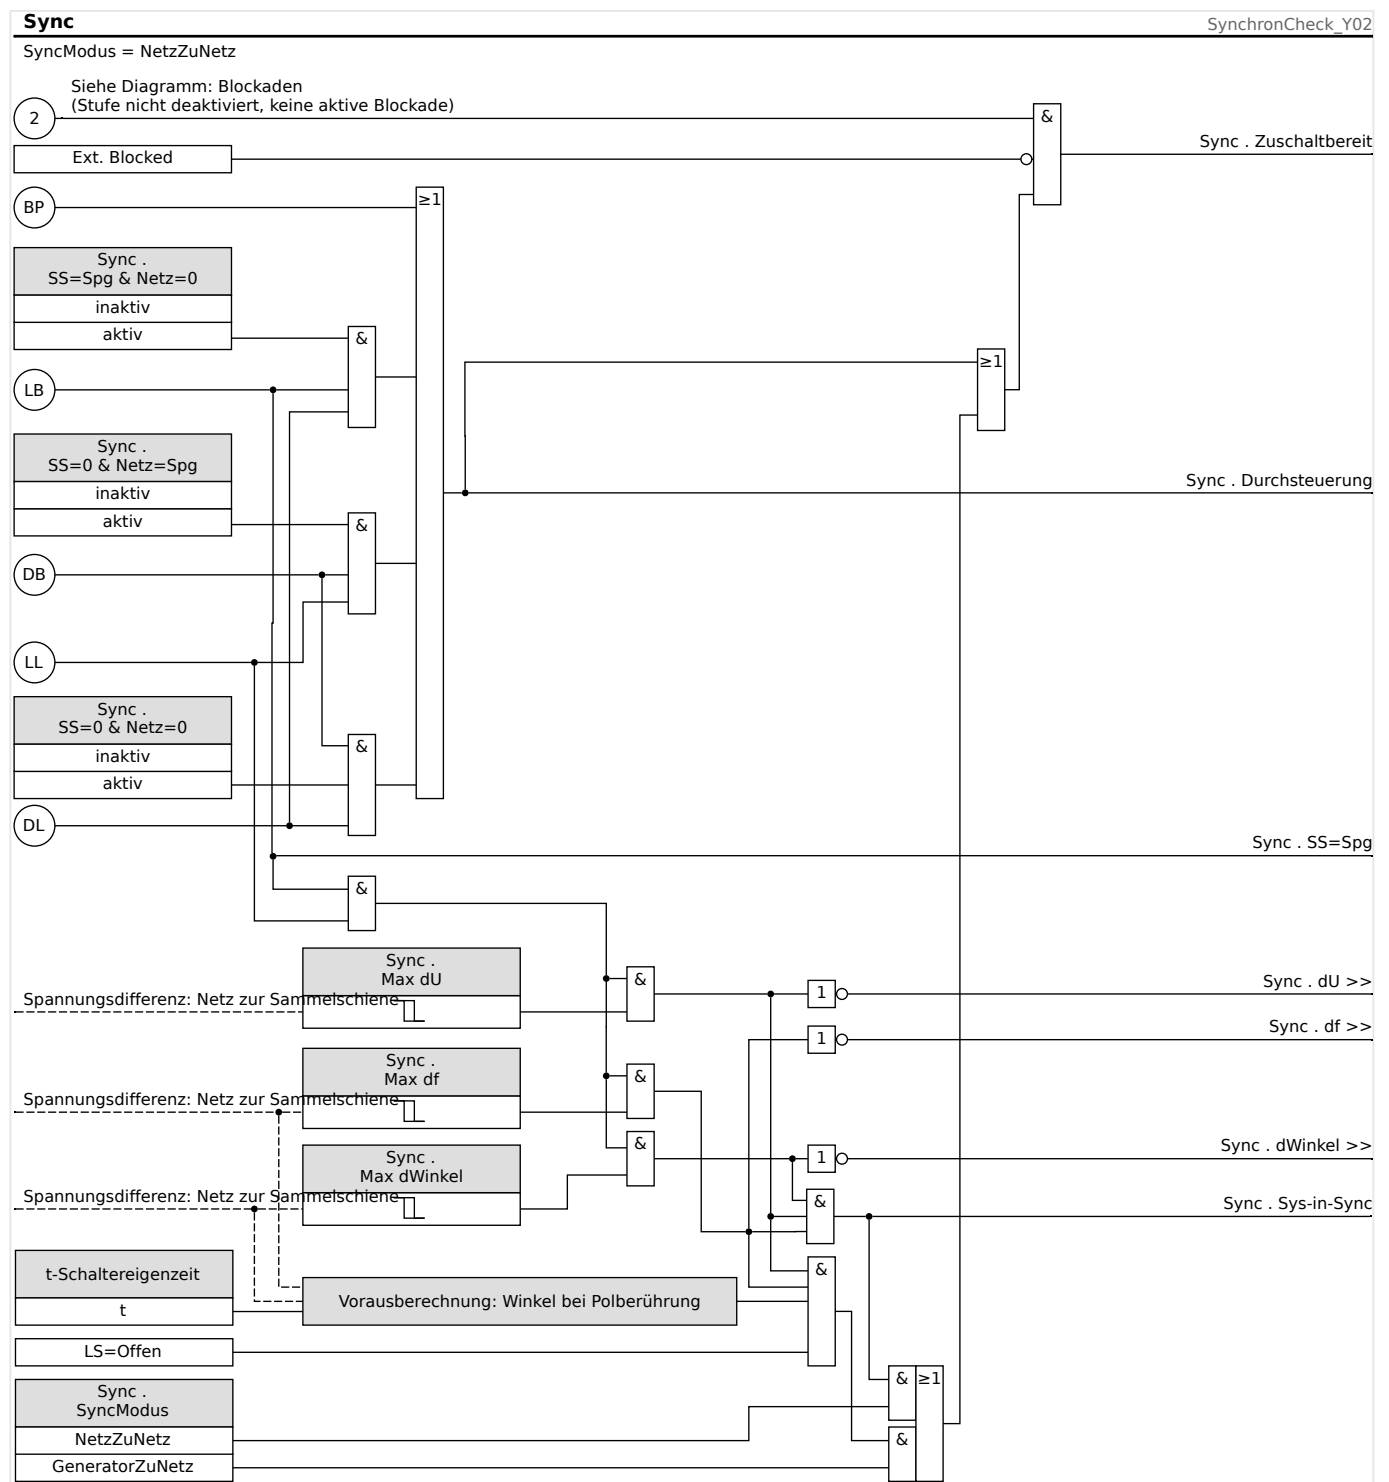 Sync
SynchronCheck_Y02
SyncModus = NetzZuNetz
Siehe Diagramm: Blockaden
(Stufe nicht deaktiviert, keine aktive Blockade)
2
&
Sync . Zuschaltbereit
Ext. Blocked
BP
≥1
Sync .
SS=Spg & Netz=0
inaktiv
aktiv
&
≥1
LB
Sync .
SS=0 & Netz=Spg
inaktiv
aktiv
&
Sync . Durchsteuerung
DB
LL
Sync .
SS=0 & Netz=0
inaktiv
aktiv
&
DL
Sync . SS=Spg
&
Sync .
Max dU
Spannungsdifferenz: Netz zur Sammelschiene
&
1
Sync . dU >>
1
Sync . df >>
Sync .
Max df
Spannungsdifferenz: Netz zur Sammelschiene
&
&
1
Sync . dWinkel >>
Sync .
Max dWinkel
Spannungsdifferenz: Netz zur Sammelschiene
&
Sync . Sys-in-Sync
t-Schaltereigenzeit
t
&
Vorausberechnung: Winkel bei Polberührung
LS=Offen
Sync .
SyncModus
NetzZuNetz
GeneratorZuNetz
&
≥1
&